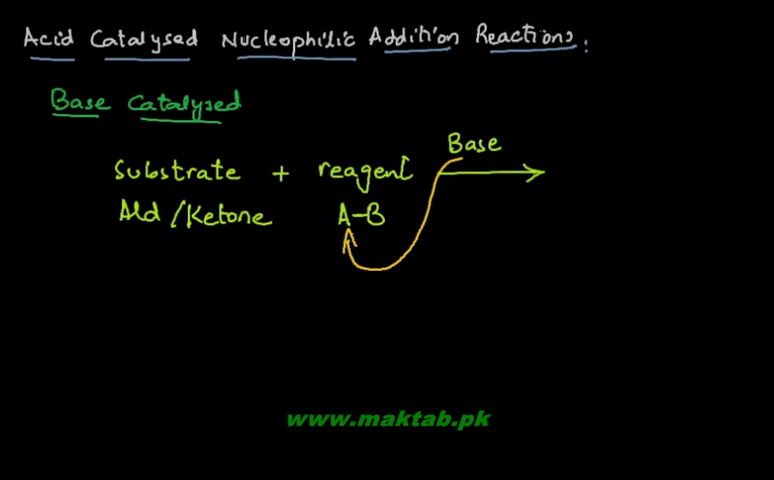 Acid Catalysed Nucleophilic Addition Reactions:
Base Catalysed
Base
Substrate + reagent
Ald/Ketone A-B
www.maktab.pk